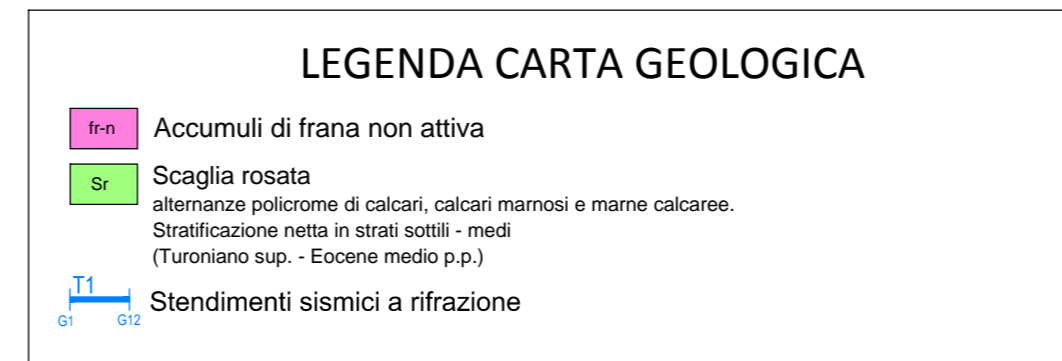 LEGENDA CARTA GEOLOGICA
fr-n Accumuli di frana non attiva
Sr Scaglia rosata
alternanze policrome di calcari, calcari marnosi e marne calcaree.
Stratificazione netta in strati sottili - medi
(Turoniano sup. - Eocene medio p.p.)
T1
Stendimenti sismici a rifrazione
G1 G12